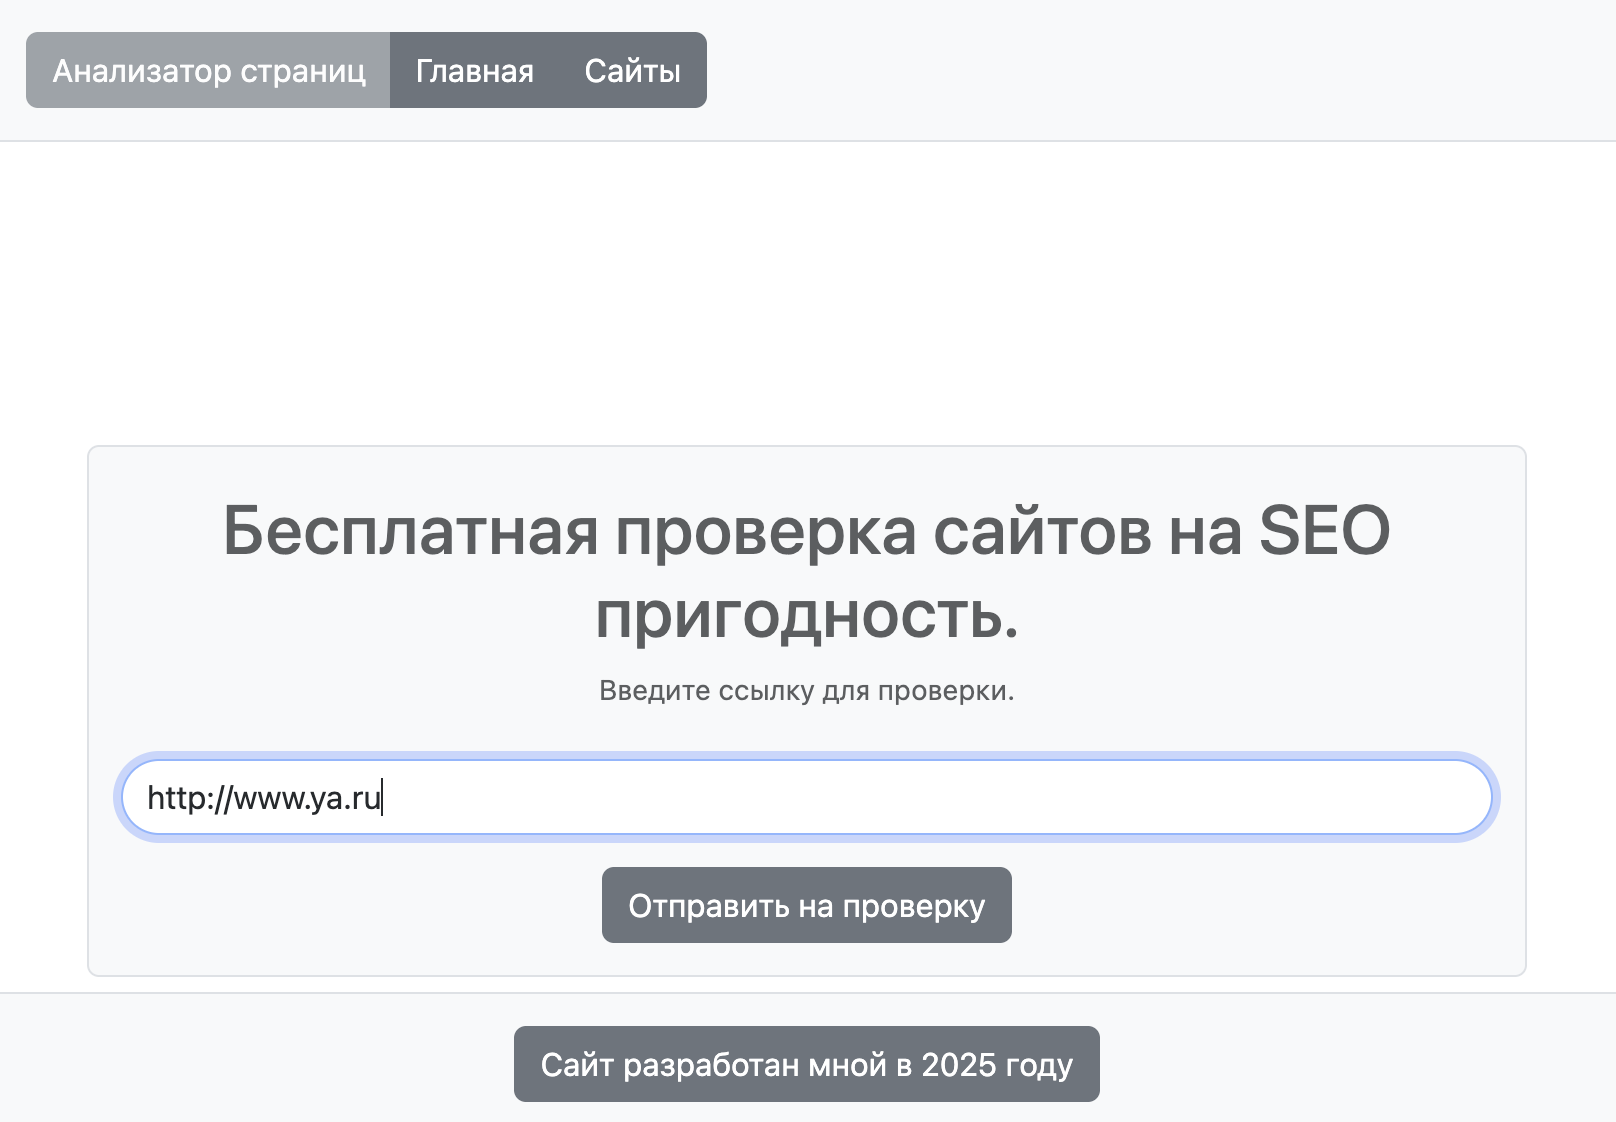 Анализатор страниц Главная Сайты
Бесплатная проверка сайтов на SEO
пригодность.
Введите ссылку для проверки.
http://www.ya.ru
Отправить на проверку
Сайт разработан мной в 2025 году